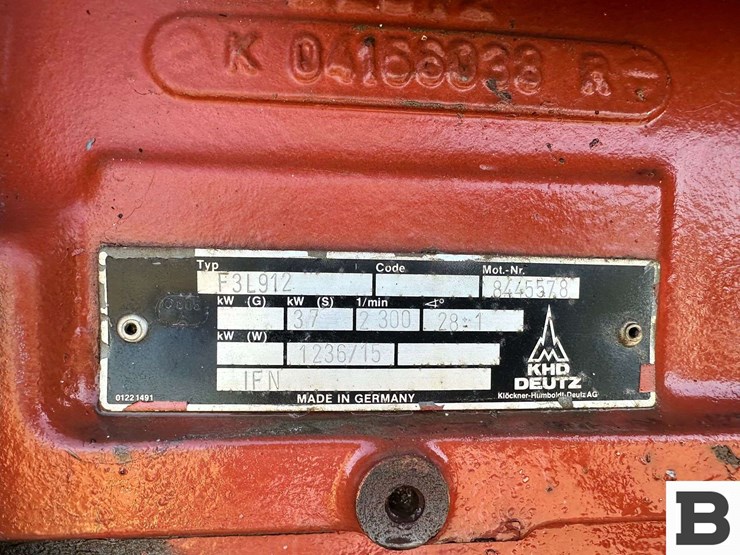 K 04156938 R
Typ Code Mot.-Nr.
F3L912 8445578
kW (G) kW (S) 1/min ∢°
37 2 300 28±1
kW (W)
1236/15
IFN
KHD
DEUTZ
01221491 MADE IN GERMANY Klöckner-Humboldt-Deutz AG
B